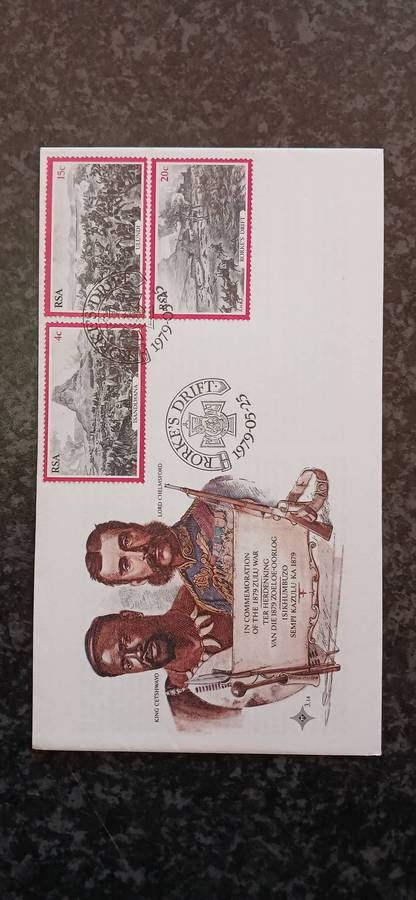 RSA
15c
ULUNDI
RSA
20c
RORKE'S DRIFT
RSA
4c
ISANDLWANA
RORKE'S DRIFT
1979-05-25
RORKE'S DRIFT
1979-05-25
LORD CHELMSFORD
KING CETSHWAYO
IN COMMEMORATION
OF THE 1879 ZULU WAR
TER HERDENKING
VAN DIE 1879 ZOELOE-OORLOG
ISIKHUMBUZO
SEMPI KAZULU KA 1879
3.14